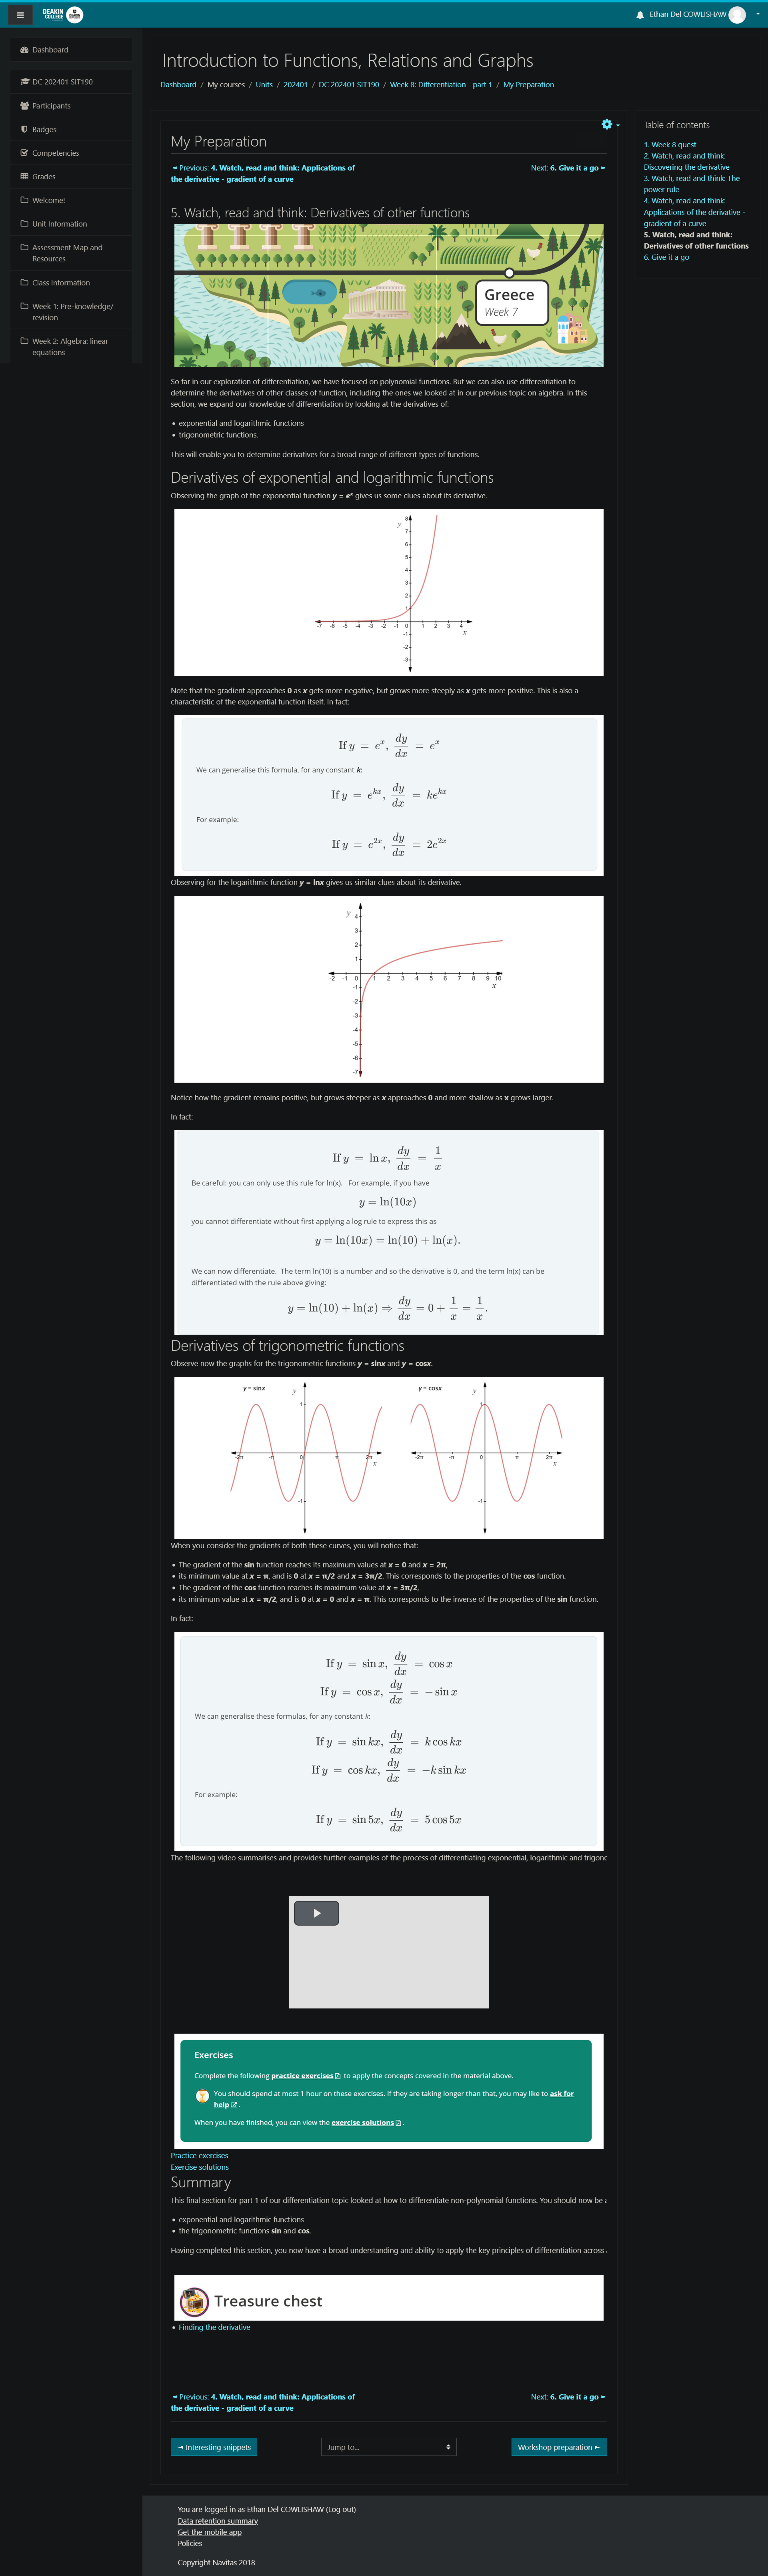 DEAKIN
COLLEGE
Ethan Del COWLISHAW
Dashboard
DC 202401 SIT190
Participants
Badges
Competencies
Grades
Welcome!
Unit Information
Assessment Map and
Resources
Class Information
Week 1: Pre-knowledge/
revision
Week 2: Algebra: linear
equations
Introduction to Functions, Relations and Graphs
Dashboard / My courses / Units / 202401 / DC 202401 SIT190 / Week 8: Differentiation - part 1 / My Preparation
My Preparation
◄ Previous: 4. Watch, read and think: Applications of
the derivative - gradient of a curve
Next: 6. Give it a go ►
Table of contents
1. Week 8 quest
2. Watch, read and think:
Discovering the derivative
3. Watch, read and think: The
power rule
4. Watch, read and think:
Applications of the derivative -
gradient of a curve
5. Watch, read and think:
Derivatives of other functions
6. Give it a go
5. Watch, read and think: Derivatives of other functions
Greece
Week 7
So far in our exploration of differentiation, we have focused on polynomial functions. But we can also use differentiation to
determine the derivatives of other classes of function, including the ones we looked at in our previous topic on algebra. In this
section, we expand our knowledge of differentiation by looking at the derivatives of:
• exponential and logarithmic functions
• trigonometric functions.
This will enable you to determine derivatives for a broad range of different types of functions.
Derivatives of exponential and logarithmic functions
Observing the graph of the exponential function y = eˣ gives us some clues about its derivative.
y
8
7
6
5
4
3
2
1
-7 -6 -5 -4 -3 -2 -1 0 1 2 3 4
x
-1
-2
-3
Note that the gradient approaches 0 as x gets more negative, but grows more steeply as x gets more positive. This is also a
characteristic of the exponential function itself. In fact:
If y = e^x, dy/dx = e^x
We can generalise this formula, for any constant k:
If y = e^kx, dy/dx = ke^kx
For example:
If y = e^2x, dy/dx = 2e^2x
Observing for the logarithmic function y = lnx gives us similar clues about its derivative.
y
4
3
2
1
-2 -1 0 1 2 3 4 5 6 7 8 9 10
x
-1
-2
-3
-4
-5
-6
-7
Notice how the gradient remains positive, but grows steeper as x approaches 0 and more shallow as x grows larger.
In fact:
If y = ln x, dy/dx = 1/x
Be careful: you can only use this rule for ln(x). For example, if you have
y = ln(10x)
you cannot differentiate without first applying a log rule to express this as
y = ln(10x) = ln(10) + ln(x).
We can now differentiate. The term ln(10) is a number and so the derivative is 0, and the term ln(x) can be
differentiated with the rule above giving:
y = ln(10) + ln(x) ⇒ dy/dx = 0 + 1/x = 1/x.
Derivatives of trigonometric functions
Observe now the graphs for the trigonometric functions y = sinx and y = cosx.
y = sinx
y
1
-2π -π 0 π 2π
x
-1
y = cosx
y
1
-2π -π 0 π 2π
x
-1
When you consider the gradients of both these curves, you will notice that:
• The gradient of the sin function reaches its maximum values at x = 0 and x = 2π,
• its minimum value at x = π, and is 0 at x = π/2 and x = 3π/2. This corresponds to the properties of the cos function.
• The gradient of the cos function reaches its maximum value at x = 3π/2,
• its minimum value at x = π/2, and is 0 at x = 0 and x = π. This corresponds to the inverse of the properties of the sin function.
In fact:
If y = sin x, dy/dx = cos x
If y = cos x, dy/dx = − sin x
We can generalise these formulas, for any constant k:
If y = sin kx, dy/dx = k cos kx
If y = cos kx, dy/dx = −k sin kx
For example:
If y = sin 5x, dy/dx = 5 cos 5x
The following video summarises and provides further examples of the process of differentiating exponential, logarithmic and trigono
Exercises
Complete the following practice exercises to apply the concepts covered in the material above.
You should spend at most 1 hour on these exercises. If they are taking longer than that, you may like to ask for
help.
When you have finished, you can view the exercise solutions.
Practice exercises
Exercise solutions
Summary
This final section for part 1 of our differentiation topic looked at how to differentiate non-polynomial functions. You should now be
• exponential and logarithmic functions
• the trigonometric functions sin and cos.
Having completed this section, you now have a broad understanding and ability to apply the key principles of differentiation across
Treasure chest
• Finding the derivative
◄ Previous: 4. Watch, read and think: Applications of
the derivative - gradient of a curve
Next: 6. Give it a go ►
◄ Interesting snippets
Jump to...
Workshop preparation ►
You are logged in as Ethan Del COWLISHAW (Log out)
Data retention summary
Get the mobile app
Policies
Copyright Navitas 2018